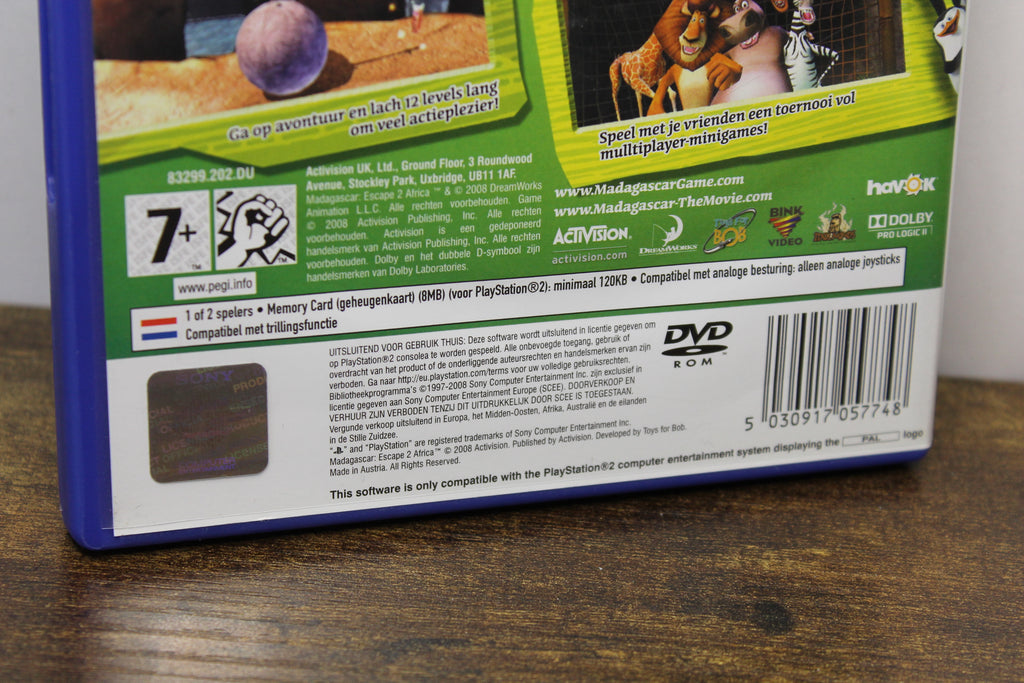 Ga op avontuur en lach 12 levels lang
om veel actieplezier!
Speel met je vrienden een toernooi vol
mulltiplayer-minigames!
83299.202.DU
7+
™
www.pegi.info
Activision UK, Ltd., Ground Floor, 3 Roundwood
Avenue, Stockley Park, Uxbridge, UB11 1AF.
Madagascar: Escape 2 Africa ™ & © 2008 DreamWorks
Animation L.L.C. Alle rechten voorbehouden. Game
© 2008 Activision Publishing, Inc. Alle rechten
voorbehouden. Activision is een gedeponeerd
handelsmerk van Activision Publishing, Inc. Alle rechten
voorbehouden. Dolby en het dubbele D-symbool zijn
handelsmerken van Dolby Laboratories.
www.MadagascarGame.com
www.Madagascar-TheMovie.com
havok
ACTIVISION.
activision.com
DREAMWORKS
TOYS FOR
BOB
BINK
VIDEO
DOLBY
PRO LOGIC II
1 of 2 spelers • Memory Card (geheugenkaart) (8MB) (voor PlayStation®2): minimaal 120KB • Compatibel met analoge besturing: alleen analoge joysticks
Compatibel met trillingsfunctie
UITSLUITEND VOOR GEBRUIK THUIS: Deze software wordt uitsluitend in licentie gegeven om
op PlayStation®2 consolea te worden gespeeld. Alle onbevoegde toegang, gebruik of
overdracht van het product of de onderliggende auteursrechten en handelsmerken ervan zijn
verboden. Ga naar http://eu.playstation.com/terms voor uw volledige gebruiksrechten.
Bibliotheekprogramma's ©1997-2008 Sony Computer Entertainment Inc. zijn exclusief in
licentie gegeven aan Sony Computer Entertainment Europe (SCEE). DOORVERKOOP EN
VERHUUR ZIJN VERBODEN TENZIJ DIT UITDRUKKELIJK DOOR SCEE IS TOEGESTAAN.
Vergunde verkoop uitsluitend in Europa, het Midden-Oosten, Afrika, Australië en de eilanden
in de Stille Zuidzee.
" " and "PlayStation" are registered trademarks of Sony Computer Entertainment Inc.
Madagascar: Escape 2 Africa™ © 2008 Activision. Published by Activision. Developed by Toys for Bob.
Made in Austria. All Rights Reserved.
DVD
ROM
5 030917 057748
SONY
PROD
LICENSE
This software is only compatible with the PlayStation®2 computer entertainment system displaying the PAL logo